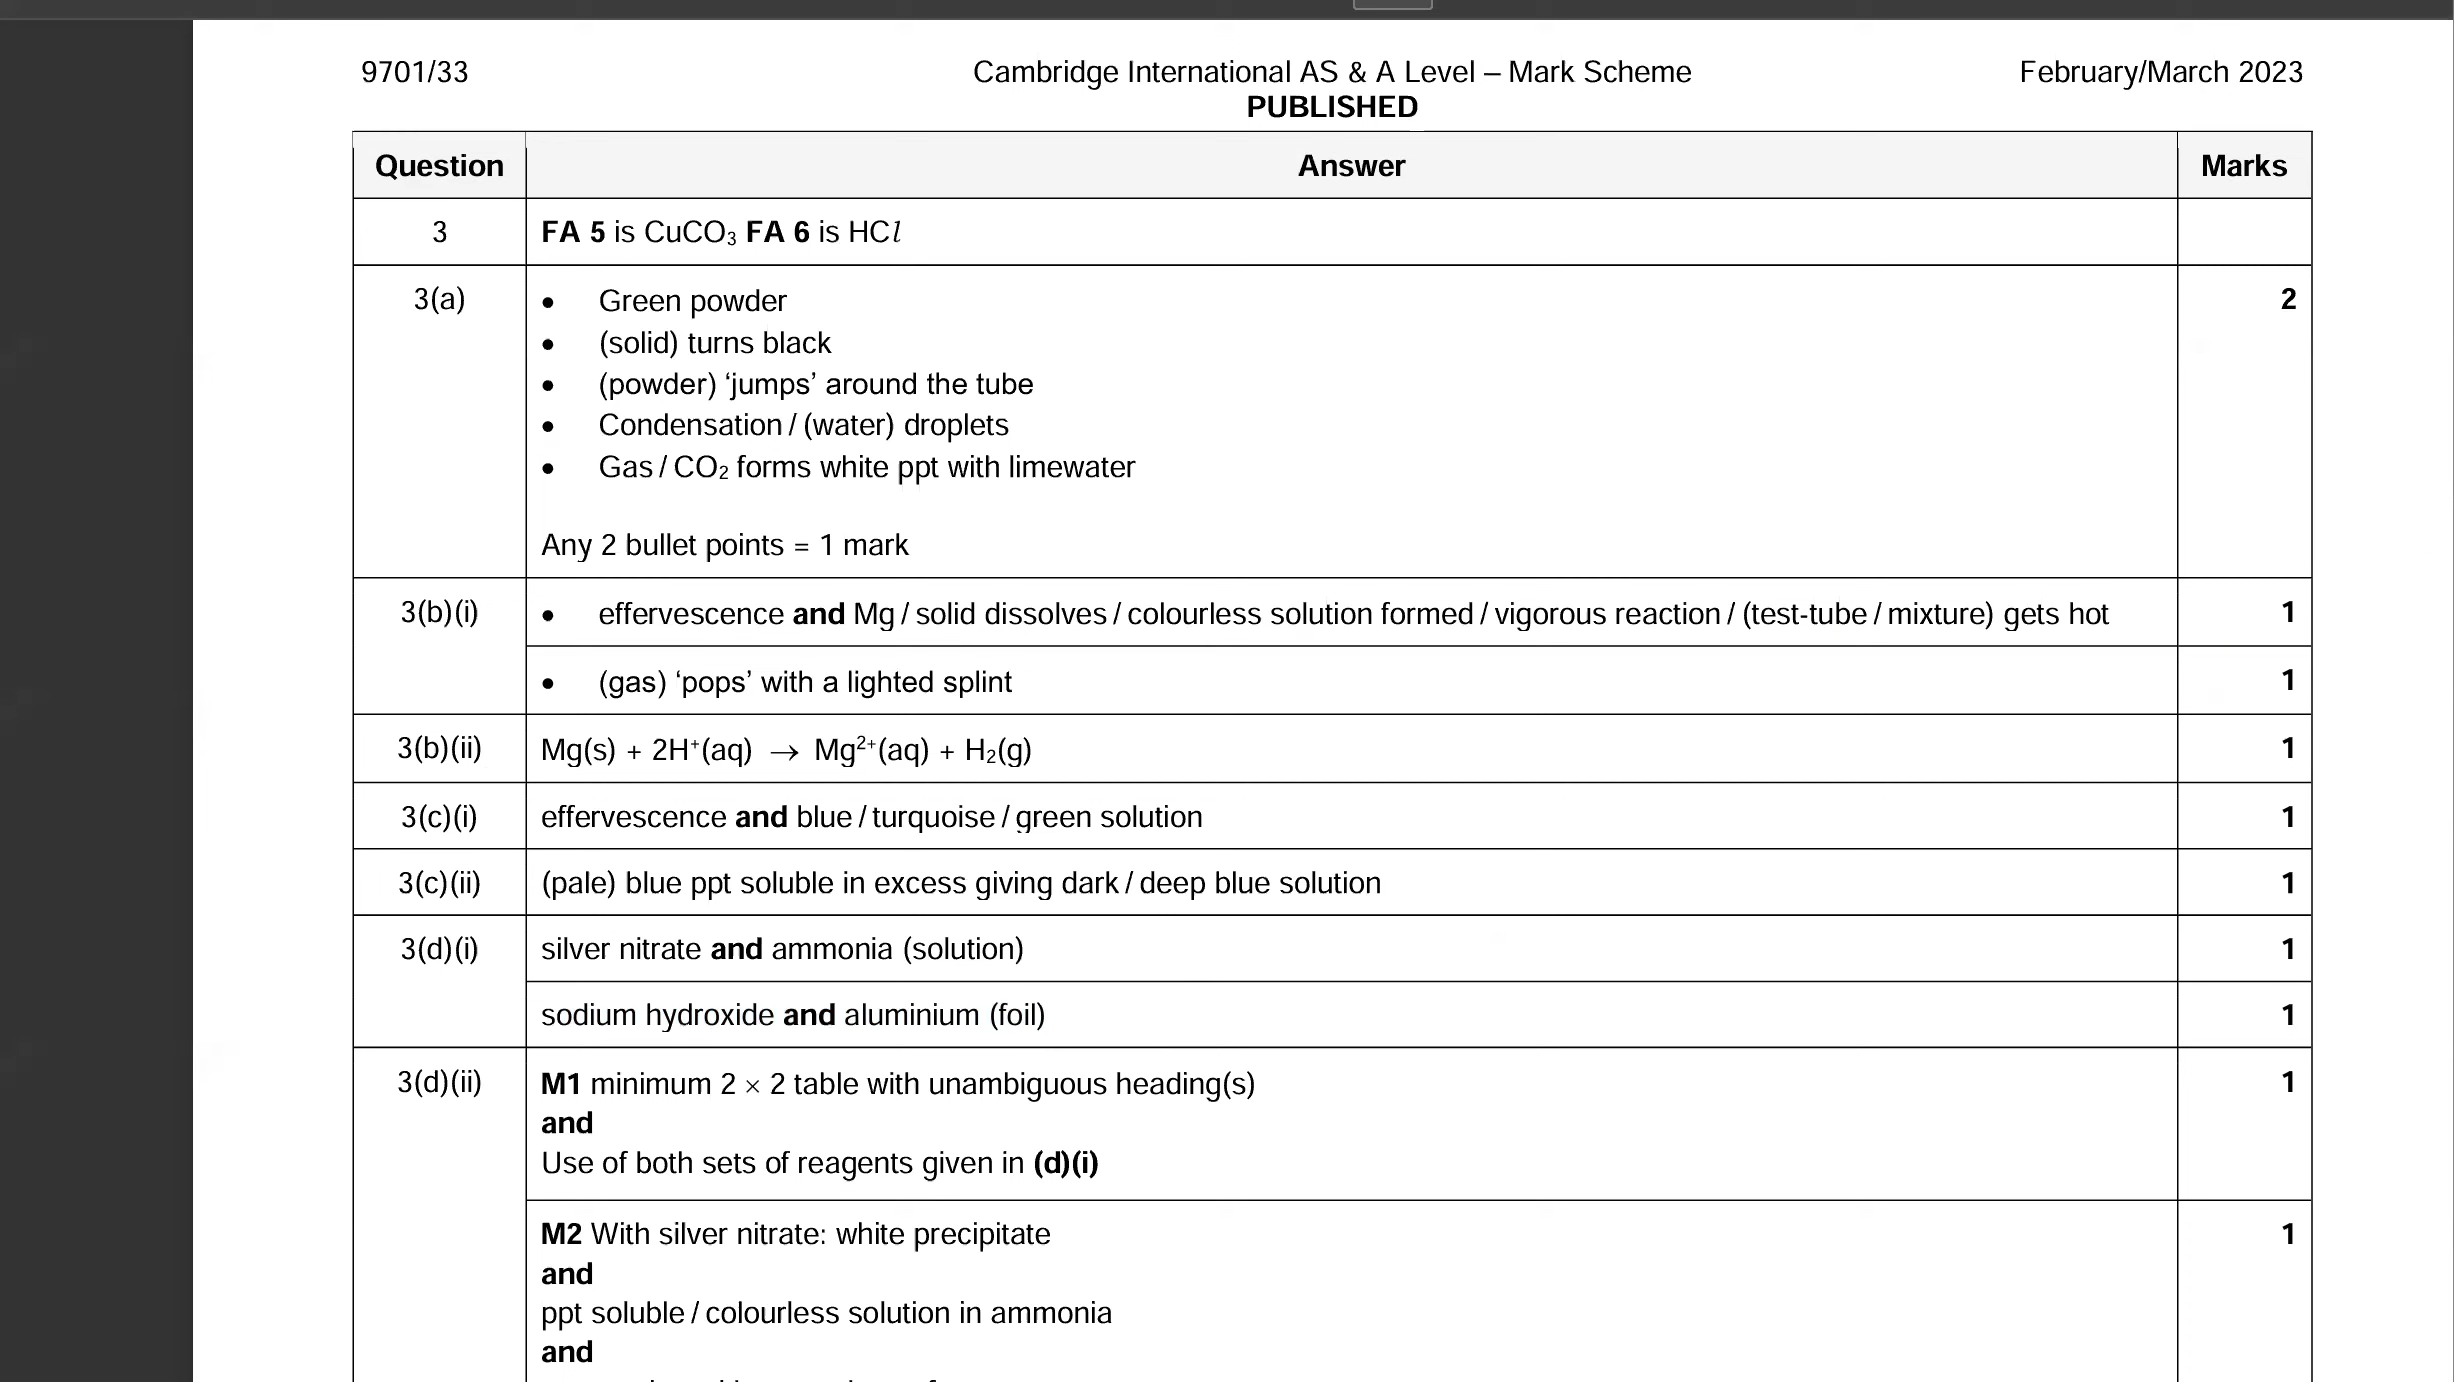 9701/33 Cambridge International AS & A Level – Mark Scheme February/March 2023
PUBLISHED
Question Answer Marks
3 FA 5 is CuCO₃ FA 6 is HCl
3(a) • Green powder 2
• (solid) turns black
• (powder) ‘jumps’ around the tube
• Condensation / (water) droplets
• Gas / CO₂ forms white ppt with limewater
Any 2 bullet points = 1 mark
3(b)(i) • effervescence and Mg / solid dissolves / colourless solution formed / vigorous reaction / (test-tube / mixture) gets hot 1
• (gas) ‘pops’ with a lighted splint 1
3(b)(ii) Mg(s) + 2H⁺(aq) → Mg²⁺(aq) + H₂(g) 1
3(c)(i) effervescence and blue / turquoise / green solution 1
3(c)(ii) (pale) blue ppt soluble in excess giving dark / deep blue solution 1
3(d)(i) silver nitrate and ammonia (solution) 1
sodium hydroxide and aluminium (foil) 1
3(d)(ii) M1 minimum 2 × 2 table with unambiguous heading(s) 1
and
Use of both sets of reagents given in (d)(i)
M2 With silver nitrate: white precipitate 1
and
ppt soluble / colourless solution in ammonia
and